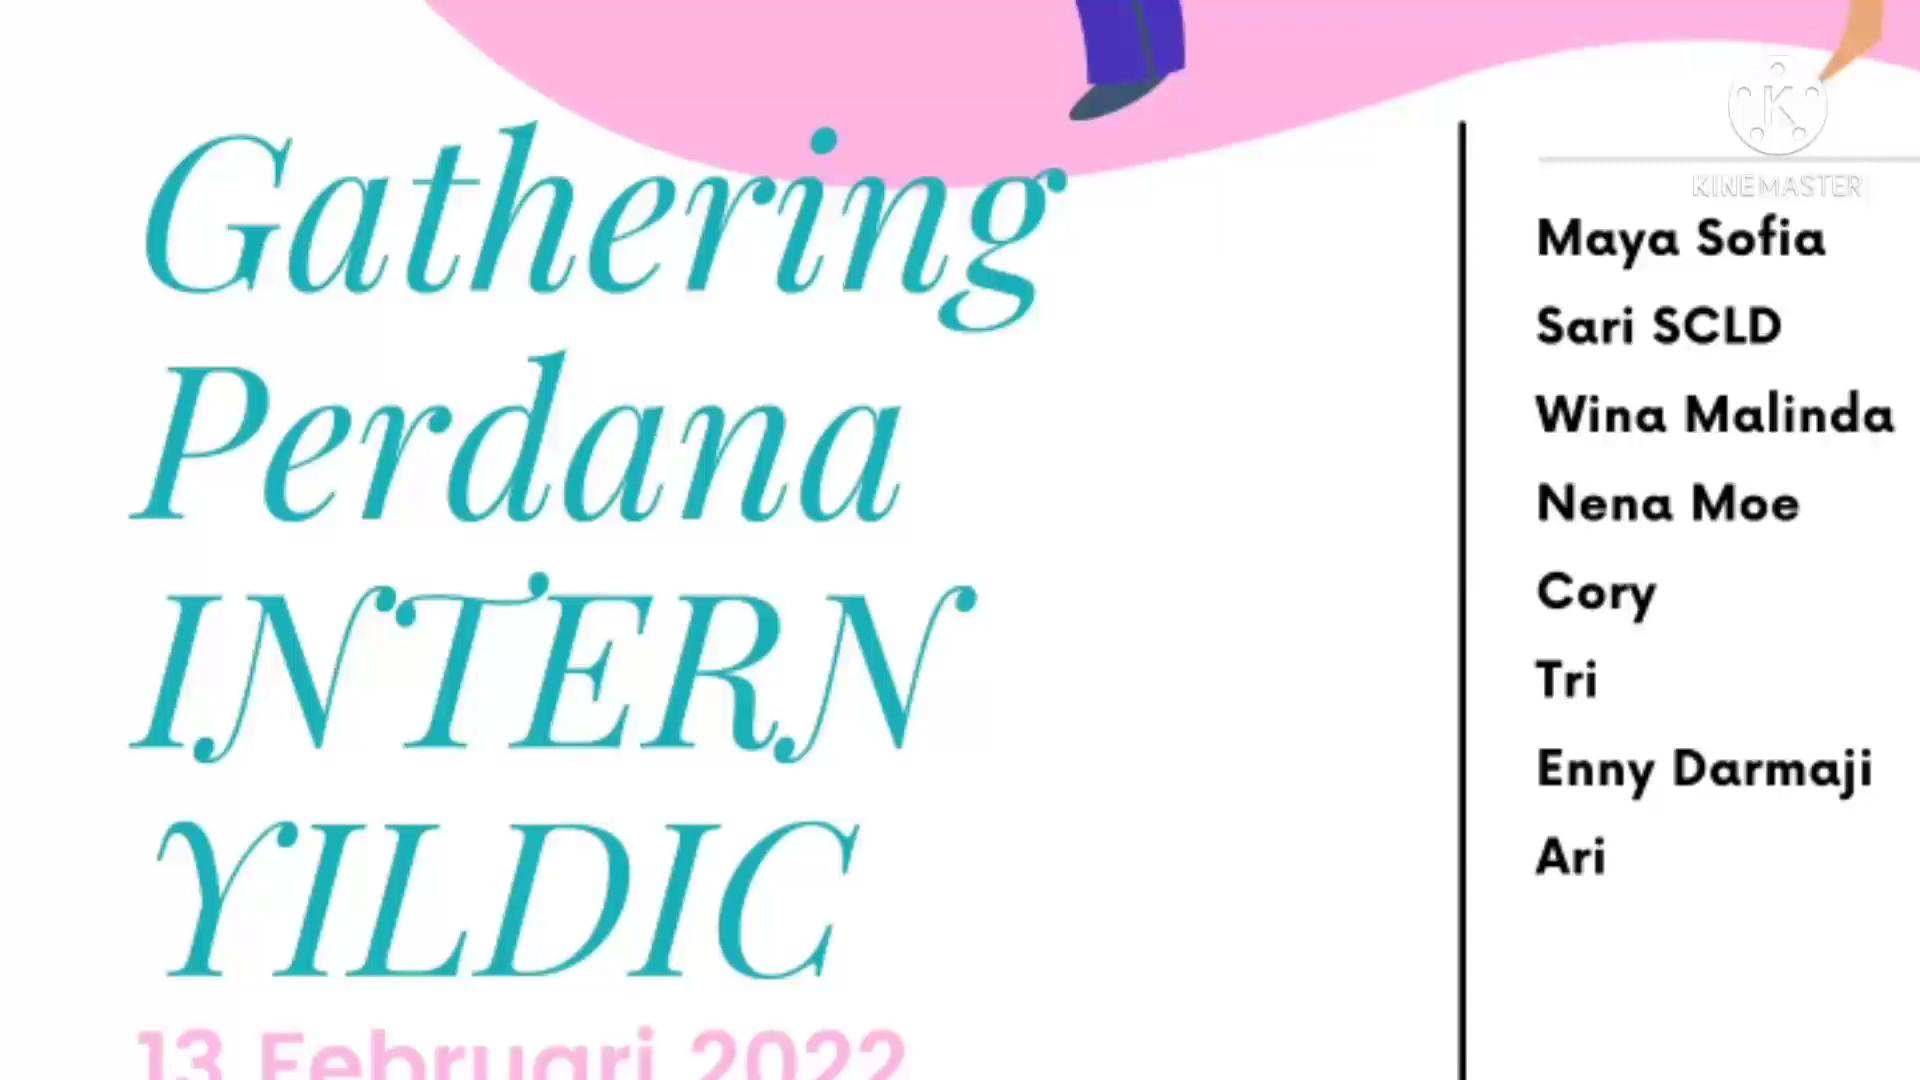 Gathering
Perdana
INTERN
YILDIC
13 Februari 2022
KINEMASTER
Maya Sofia
Sari SCLD
Wina Malinda
Nena Moe
Cory
Tri
Enny Darmaji
Ari